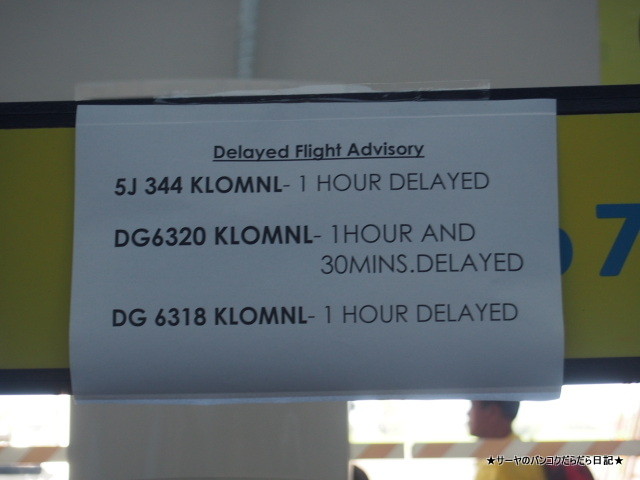 Delayed Flight Advisory
5J 344 KLOMNL- 1 HOUR DELAYED
DG6320 KLOMNL- 1HOUR AND
30MINS.DELAYED
DG 6318 KLOMNL- 1 HOUR DELAYED
7
★サーヤのバンコクだらだら日記★